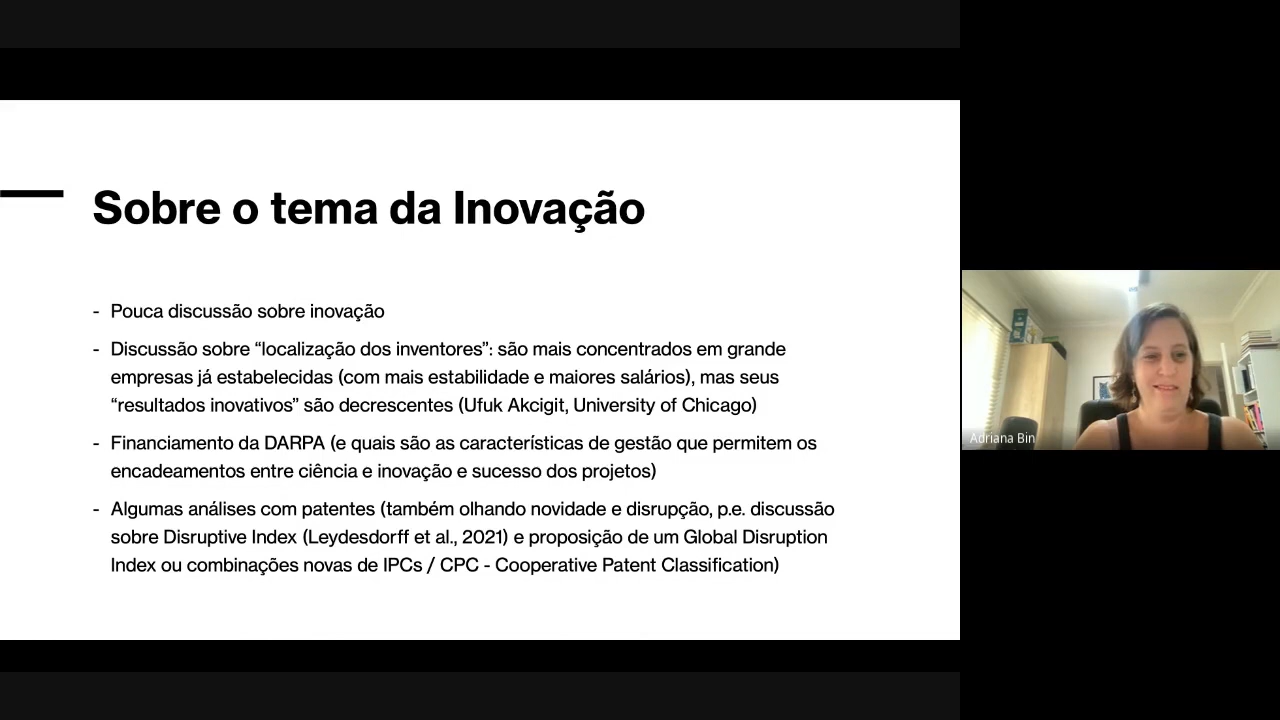 Sobre o tema da Inovação
- Pouca discussão sobre inovação
- Discussão sobre “localização dos inventores”: são mais concentrados em grande
empresas já estabelecidas (com mais estabilidade e maiores salários), mas seus
“resultados inovativos” são decrescentes (Ufuk Akcigit, University of Chicago)
- Financiamento da DARPA (e quais são as características de gestão que permitem os
encadeamentos entre ciência e inovação e sucesso dos projetos)
- Algumas análises com patentes (também olhando novidade e disrupção, p.e. discussão
sobre Disruptive Index (Leydesdorff et al., 2021) e proposição de um Global Disruption
Index ou combinações novas de IPCs / CPC - Cooperative Patent Classification)
Adriana Bin